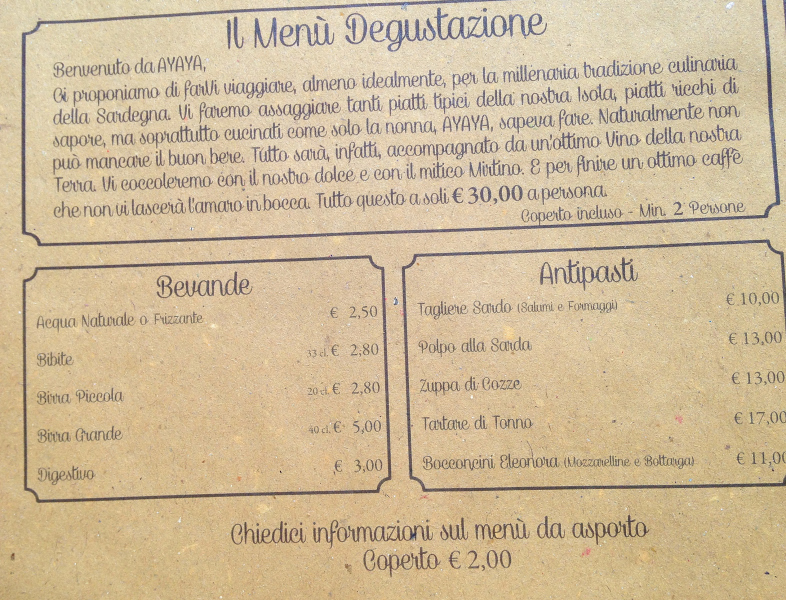 Il Menù Degustazione
Benvenuto da AYAYA,
Ci proponiamo di farVi viaggiare, almeno idealmente, per la millenaria tradizione culinaria
della Sardegna. Vi faremo assaggiare tanti piatti tipici della nostra Isola, piatti ricchi di
sapore, ma soprattutto cucinati come solo la nonna, AYAYA, sapeva fare. Naturalmente non
può mancare il buon bere. Tutto sarà, infatti, accompagnato da un'ottimo Vino della nostra
Terra. Vi coccoleremo con il nostro dolce e con il mitico Mirtino. E per finire un ottimo caffè
che non vi lascerà l'amaro in bocca. Tutto questo a soli € 30,00 a persona.
Coperto incluso - Min. 2 Persone
Bevande
Acqua Naturale o Frizzante € 2,50
Bibite 33 cl. € 2,80
Birra Piccola 20 cl. € 2,80
Birra Grande 40 cl. € 5,00
Digestivo € 3,00
Antipasti
Tagliere Sardo (Salumi e Formaggi) € 10,00
Polpo alla Sarda € 13,00
Zuppa di Cozze € 13,00
Tartare di Tonno € 17,00
Bocconcini Eleonora (Mozzarelline e Bottarga) € 11,00
Chiedici informazioni sul menù da asporto
Coperto € 2,00